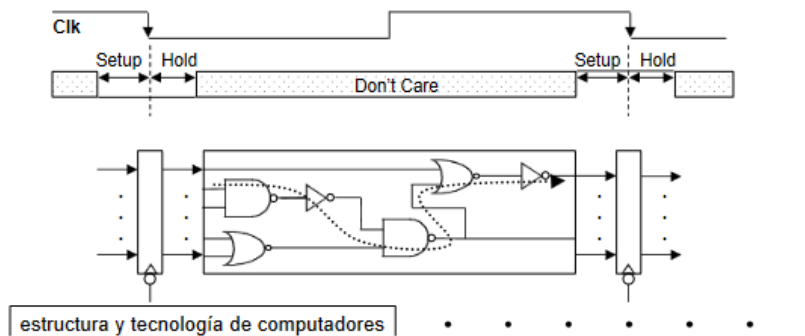 Clk
Setup Hold Setup Hold
Don't Care
estructura y tecnología de computadores